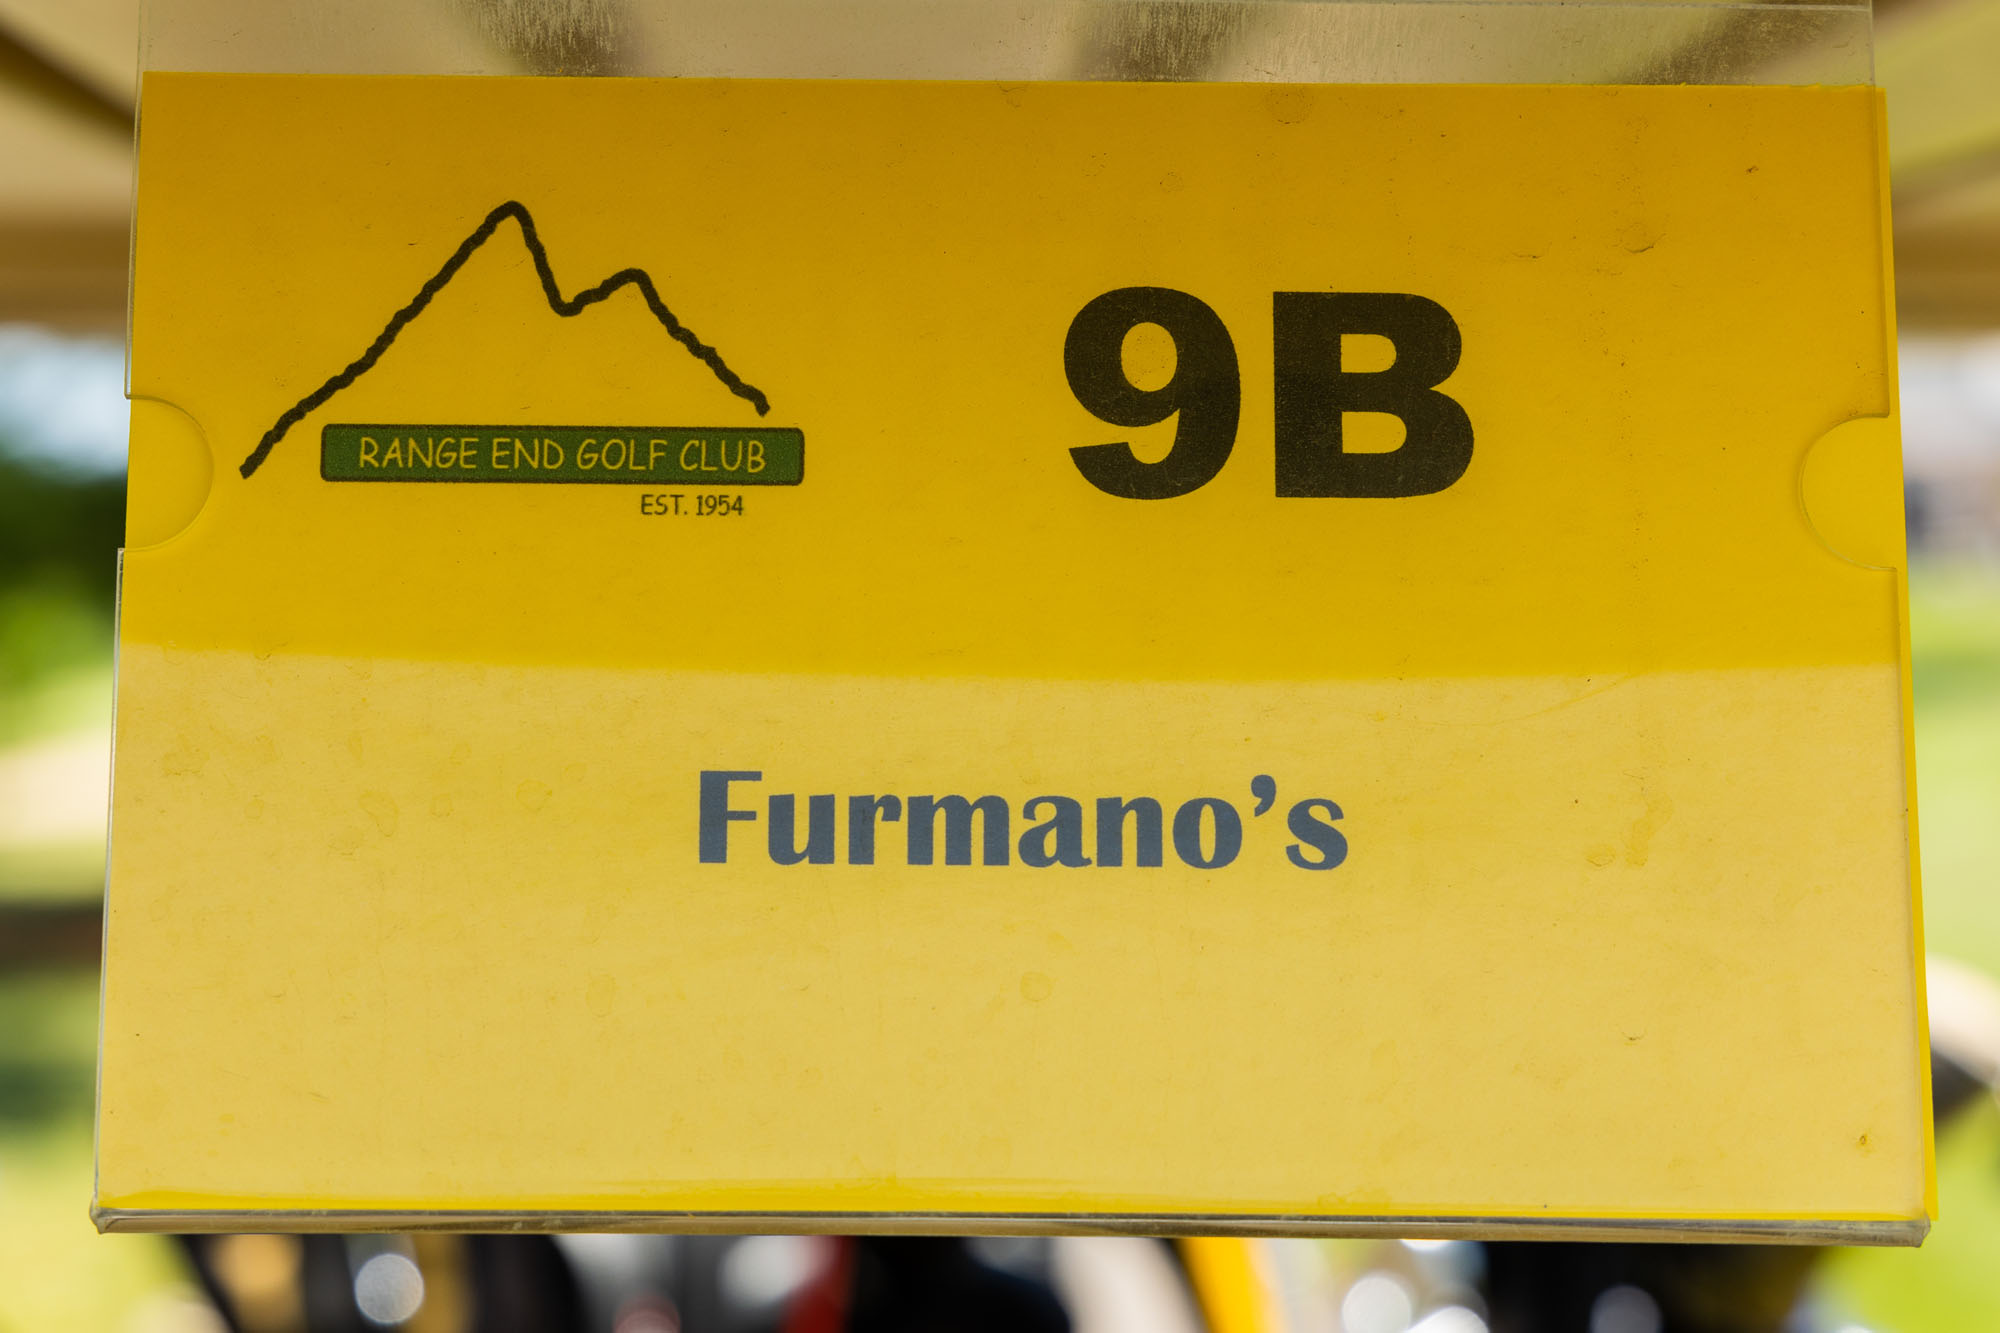 RANGE END GOLF CLUB
EST. 1954
9B
Furmano’s